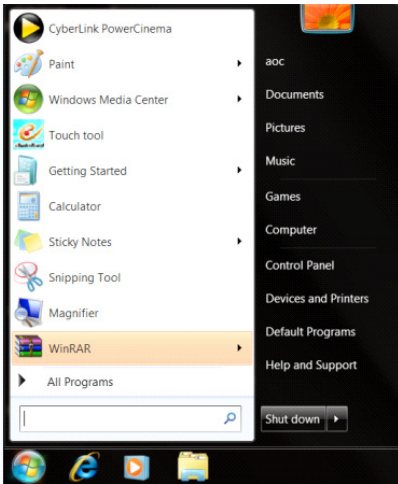 CyberLink PowerCinema
Paint
Windows Media Center
Touch tool
Getting Started
Calculator
Sticky Notes
Snipping Tool
Magnifier
WinRAR
All Programs
aoc
Documents
Pictures
Music
Games
Computer
Control Panel
Devices and Printers
Default Programs
Help and Support
Shut down